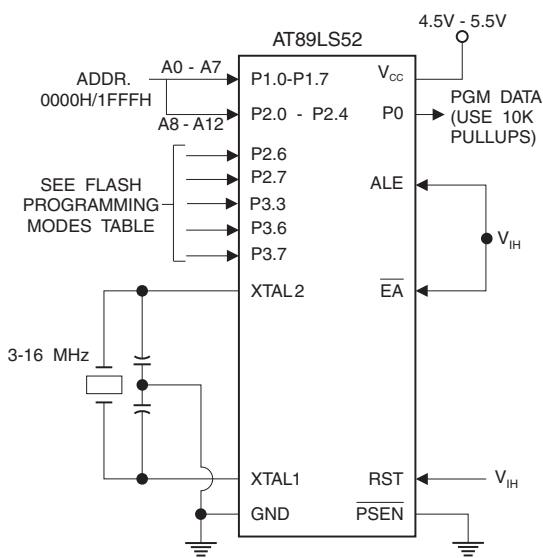 4.5V - 5.5V
AT89LS52
ADDR.
0000H/1FFFH
A0 - A7
A8 - A12
P1.0-P1.7
P2.0 - P2.4
P2.6
P2.7
P3.3
P3.6
P3.7
SEE FLASH
PROGRAMMING
MODES TABLE
XTAL2
3-16 MHz
XTAL1
GND
VCC
P0
PGM DATA
(USE 10K
PULLUPS)
ALE
VIH
EA
RST
VIH
PSEN